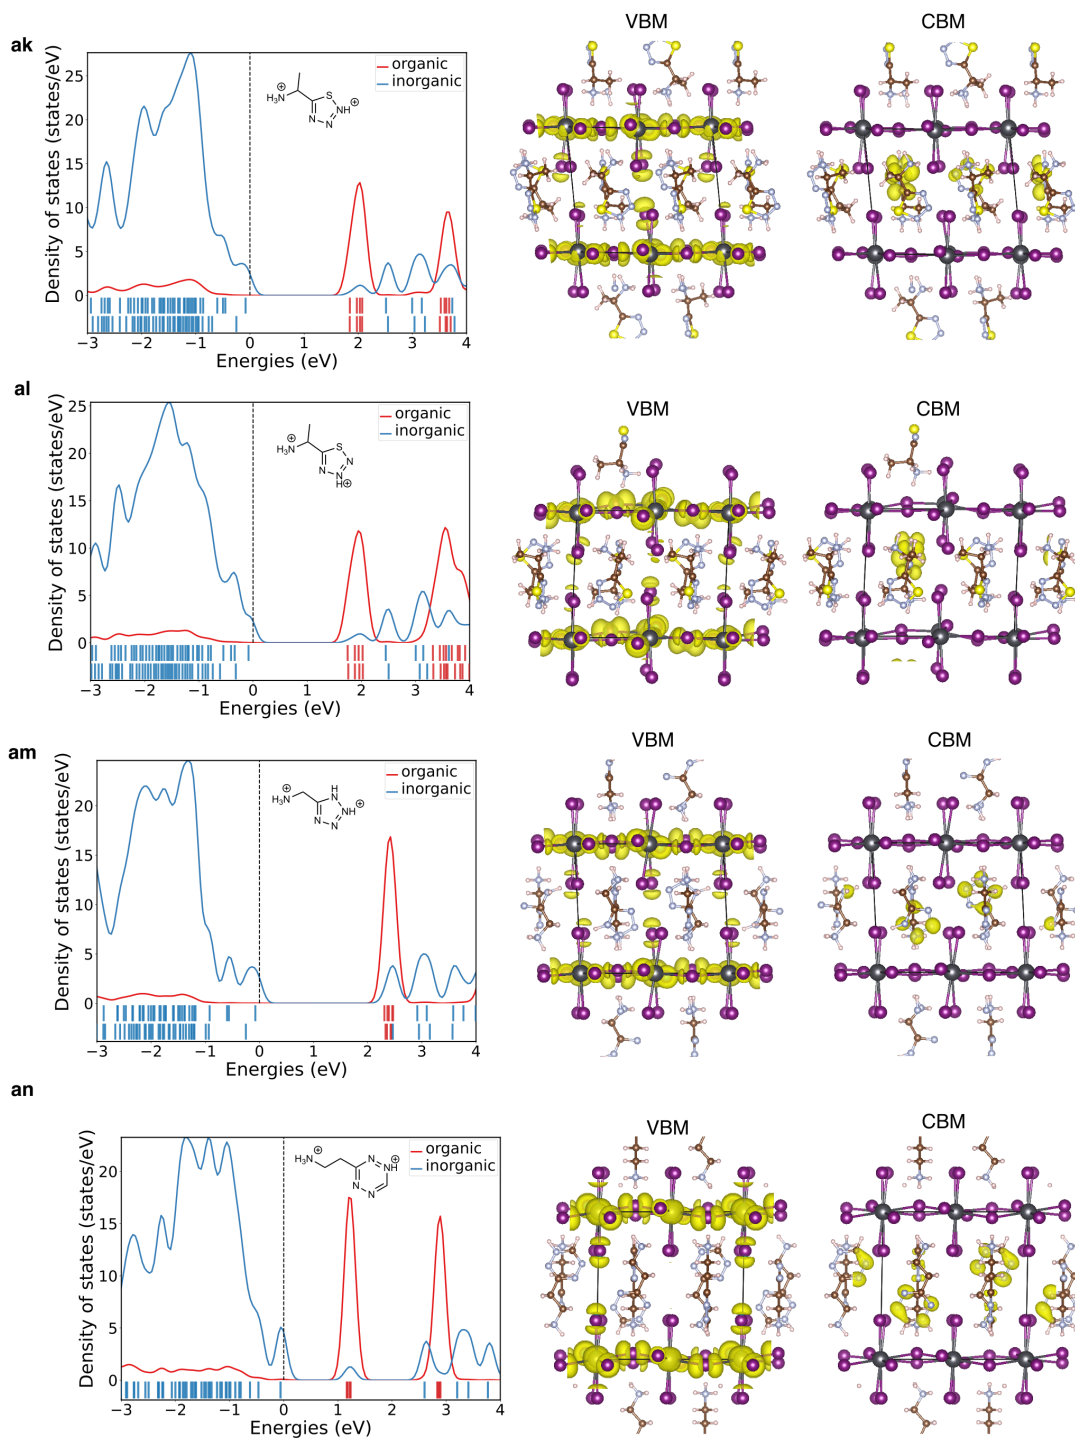 ak
VBM
CBM
organic
inorganic
H₃N⊕
S
NH⊕
N
N
Density of states (states/eV)
25
20
15
10
5
0
−3 −2 −1 0 1 2 3 4
Energies (eV)
al
VBM
CBM
organic
inorganic
H₃N⊕
S
N
N
N
H⊕
Density of states (states/eV)
25
20
15
10
5
0
−3 −2 −1 0 1 2 3 4
Energies (eV)
am
VBM
CBM
organic
inorganic
H₃N⊕
H
N
NH⊕
N
N
Density of states (states/eV)
20
15
10
5
0
−3 −2 −1 0 1 2 3 4
Energies (eV)
an
VBM
CBM
organic
inorganic
H₃N⊕
N
NH⊕
N
N
Density of states (states/eV)
20
15
10
5
0
−3 −2 −1 0 1 2 3 4
Energies (eV)